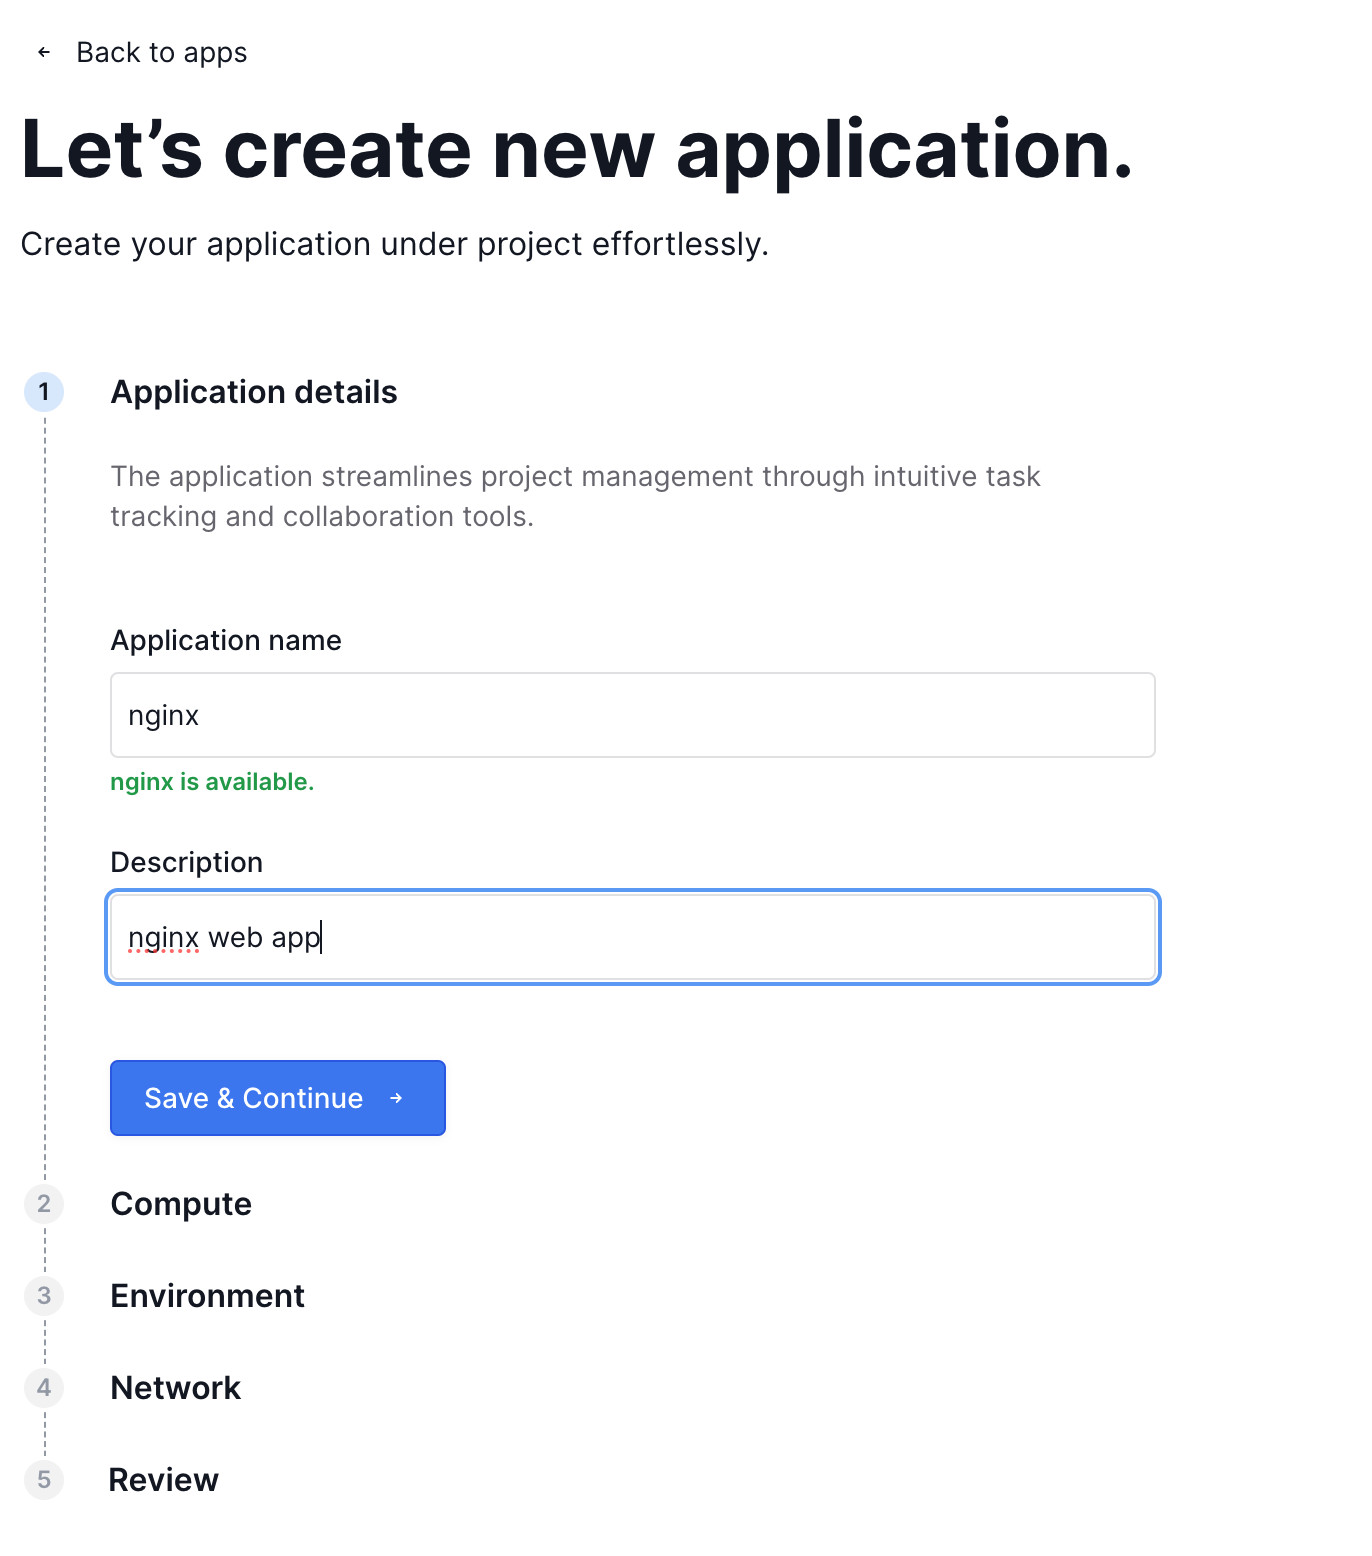 Back to apps
Let’s create new application.
Create your application under project effortlessly.
1 Application details
The application streamlines project management through intuitive task
tracking and collaboration tools.
Application name
nginx
nginx is available.
Description
nginx web app
Save & Continue
2 Compute
3 Environment
4 Network
5 Review